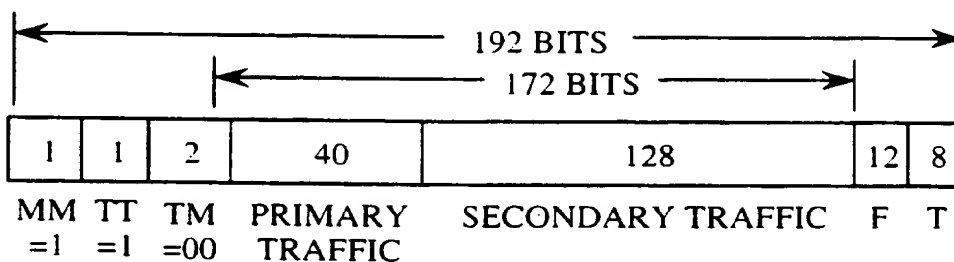 192 BITS
172 BITS
1 1 2 40 128 12 8
MM TT TM PRIMARY SECONDARY TRAFFIC F T
=1 =1 =00 TRAFFIC